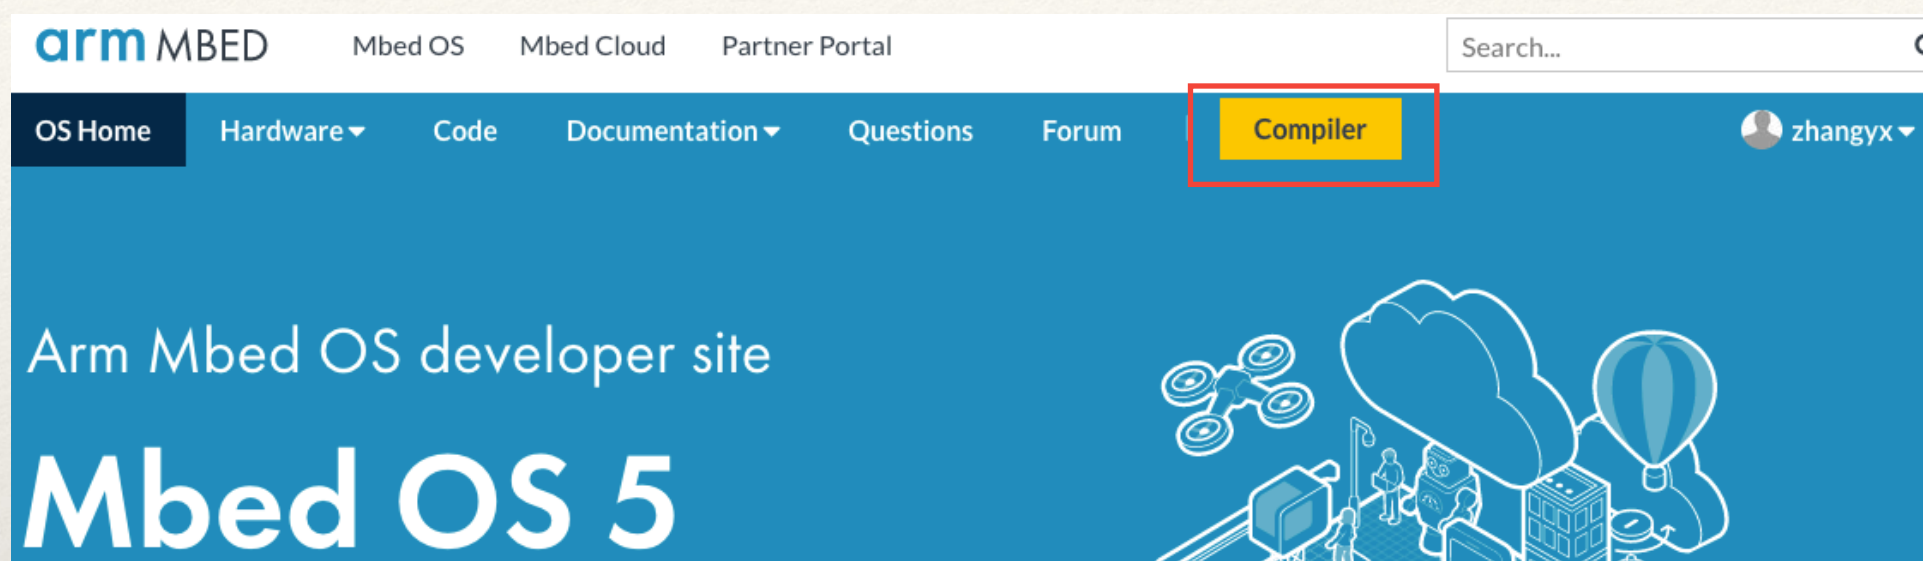 arm MBED Mbed OS Mbed Cloud Partner Portal Search...
OS Home Hardware Code Documentation Questions Forum Compiler zhangyx
Arm Mbed OS developer site
Mbed OS 5